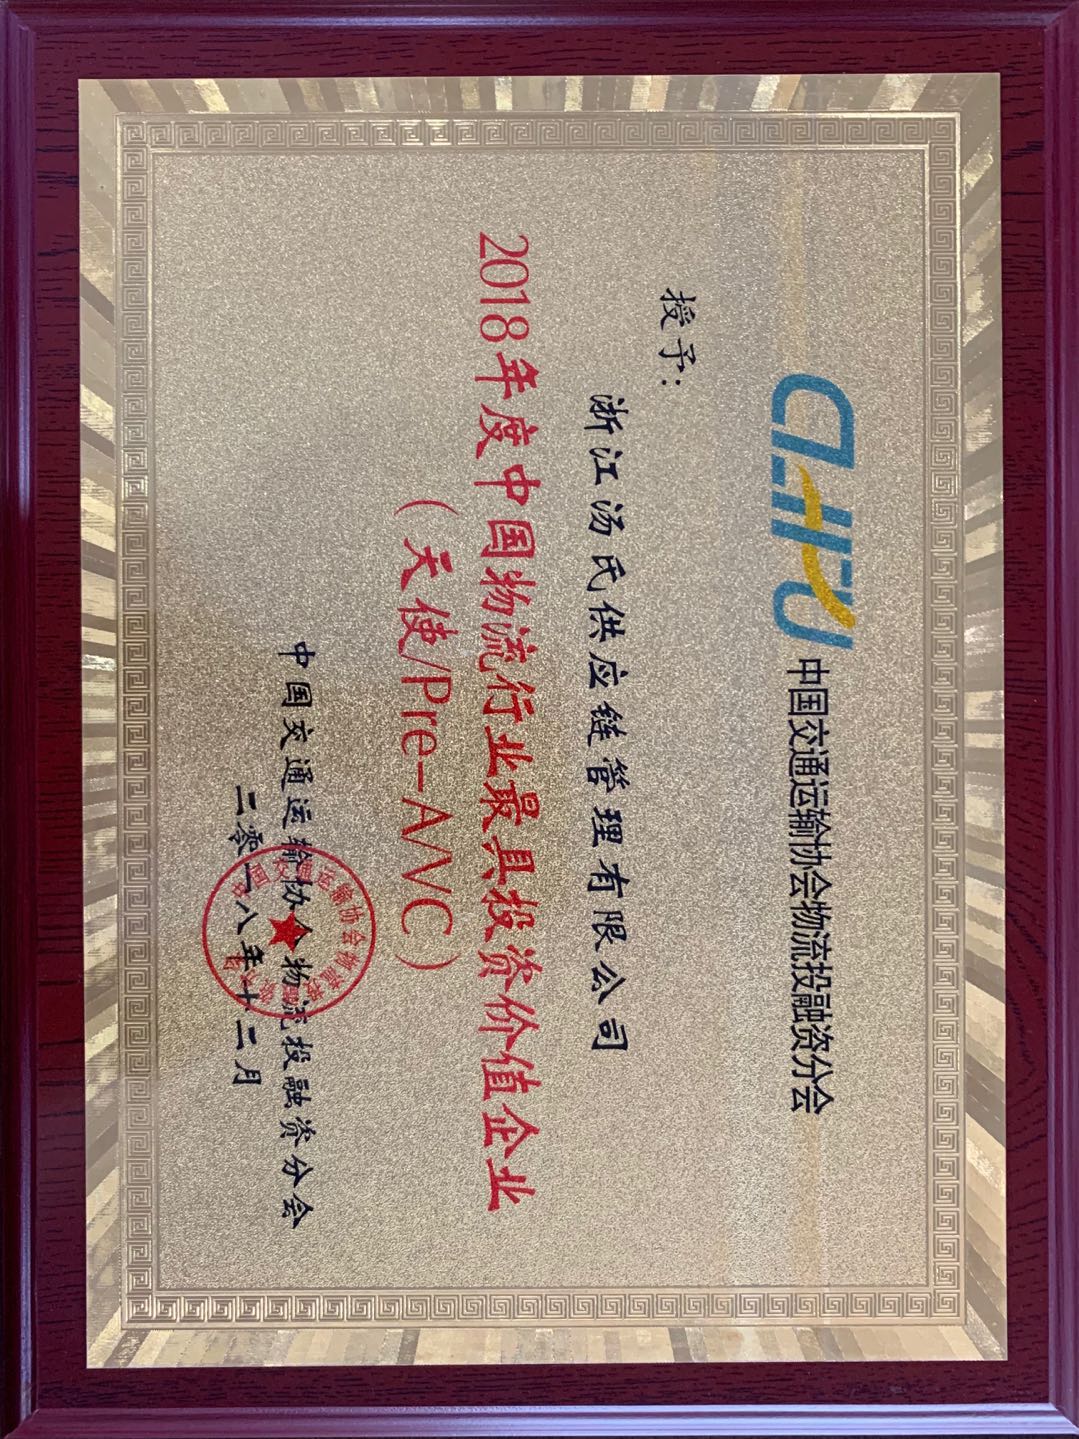 中国交通运输协会物流投融资分会
授予:
浙江汤氏供应链管理有限公司
2018年度中国物流行业最具投资价值企业
(天使/Pre-A/VC)
中国交通运输协会物流投融资分会
二零一八年十二月